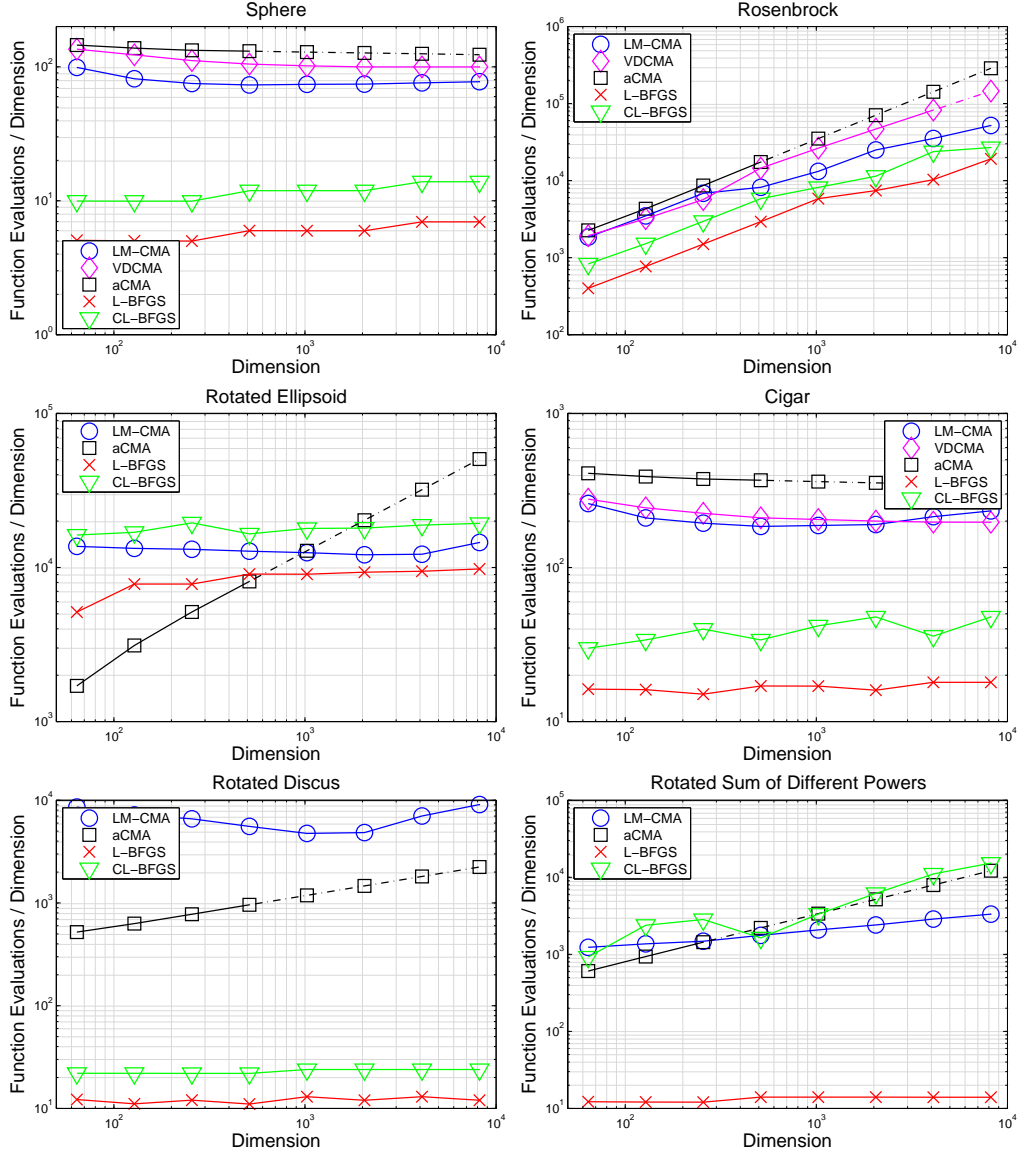 Sphere
10^2
10^1
10^0
Function Evaluations / Dimension
LM−CMA
VDCMA
aCMA
L−BFGS
CL−BFGS
10^2
10^3
10^4
Dimension
Rosenbrock
10^6
10^5
10^4
10^3
10^2
Function Evaluations / Dimension
LM−CMA
VDCMA
aCMA
L−BFGS
CL−BFGS
10^2
10^3
10^4
Dimension
Rotated Ellipsoid
10^5
10^4
10^3
Function Evaluations / Dimension
LM−CMA
aCMA
L−BFGS
CL−BFGS
10^2
10^3
10^4
Dimension
Cigar
10^3
10^2
10^1
Function Evaluations / Dimension
LM−CMA
VDCMA
aCMA
L−BFGS
CL−BFGS
10^2
10^3
10^4
Dimension
Rotated Discus
10^4
10^3
10^2
10^1
Function Evaluations / Dimension
LM−CMA
aCMA
L−BFGS
CL−BFGS
10^2
10^3
10^4
Dimension
Rotated Sum of Different Powers
10^5
10^4
10^3
10^2
10^1
Function Evaluations / Dimension
LM−CMA
aCMA
L−BFGS
CL−BFGS
10^2
10^3
10^4
Dimension